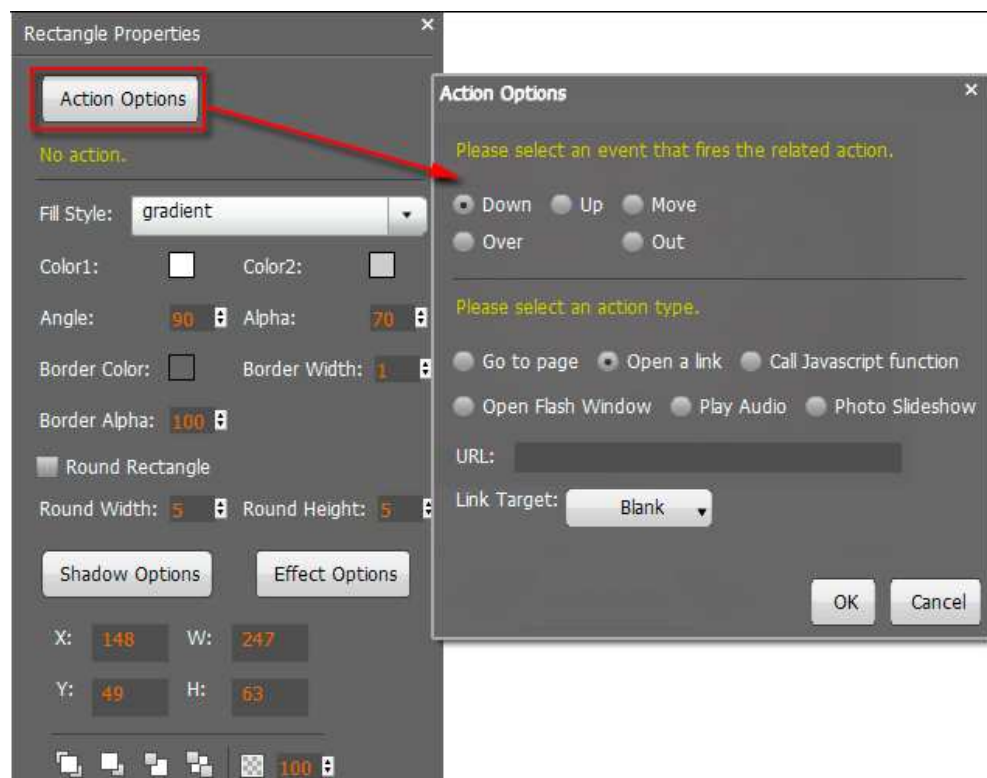 Rectangle Properties
Action Options
No action.
Fill Style: gradient
Color1: Color2:
Angle: 90 Alpha: 70
Border Color: Border Width: 1
Border Alpha: 100
Round Rectangle
Round Width: 5 Round Height: 5
Shadow Options Effect Options
X: 148 W: 247
Y: 49 H: 63
100
Action Options
Please select an event that fires the related action.
Down Up Move
Over Out
Please select an action type.
Go to page Open a link Call Javascript function
Open Flash Window Play Audio Photo Slideshow
URL:
Link Target: Blank
OK Cancel